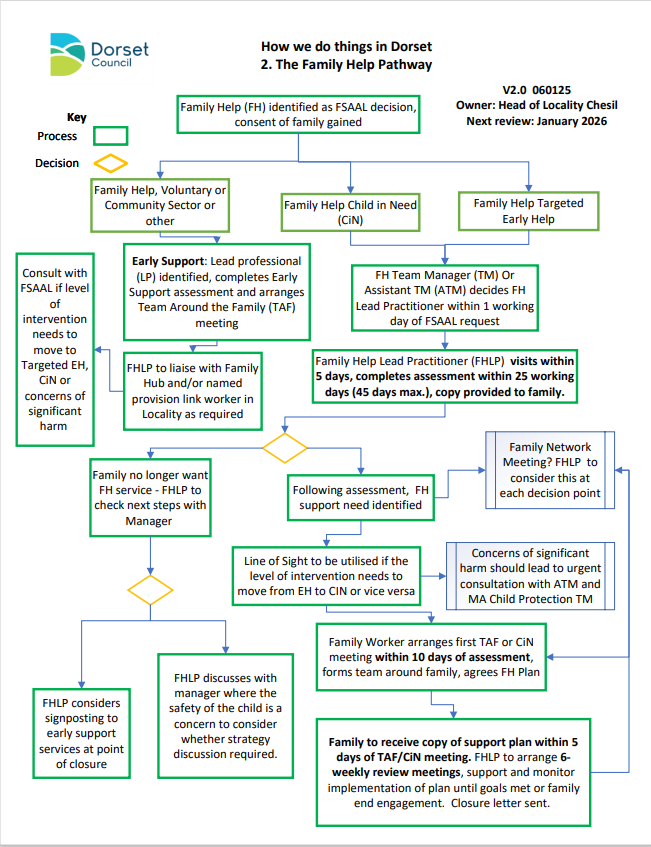 Dorset
Council
How we do things in Dorset
2. The Family Help Pathway
V2.0 060125
Owner: Head of Locality Chesil
Next review: January 2026
Key
Process
Decision
Family Help (FH) identified as FSAAL decision,
consent of family gained
Family Help, Voluntary or
Community Sector or
other
Family Help Child in Need
(CiN)
Family Help Targeted
Early Help
Consult with
FSAAL if level
of
intervention
needs to
move to
Targeted EH,
CiN or
concerns of
significant
harm
Early Support: Lead professional
(LP) identified, completes Early
Support assessment and arranges
Team Around the Family (TAF)
meeting
FH Team Manager (TM) Or
Assistant TM (ATM) decides FH
Lead Practitioner within 1 working
day of FSAAL request
FHLP to liaise with Family
Hub and/or named
provision link worker in
Locality as required
Family Help Lead Practitioner (FHLP) visits within
5 days, completes assessment within 25 working
days (45 days max.), copy provided to family.
Family no longer want
FH service - FHLP to
check next steps with
Manager
Following assessment, FH
support need identified
Family Network
Meeting? FHLP to
consider this at
each decision point
Line of Sight to be utilised if the
level of intervention needs to
move from EH to CIN or vice versa
Concerns of significant
harm should lead to urgent
consultation with ATM and
MA Child Protection TM
Family Worker arranges first TAF or CiN
meeting within 10 days of assessment,
forms team around family, agrees FH Plan
FHLP considers
signposting to
early support
services at point of
closure
FHLP discusses with
manager where the
safety of the child is a
concern to consider
whether strategy
discussion required.
Family to receive copy of support plan within 5
days of TAF/CiN meeting. FHLP to arrange 6-
weekly review meetings, support and monitor
implementation of plan until goals met or family
end engagement. Closure letter sent.